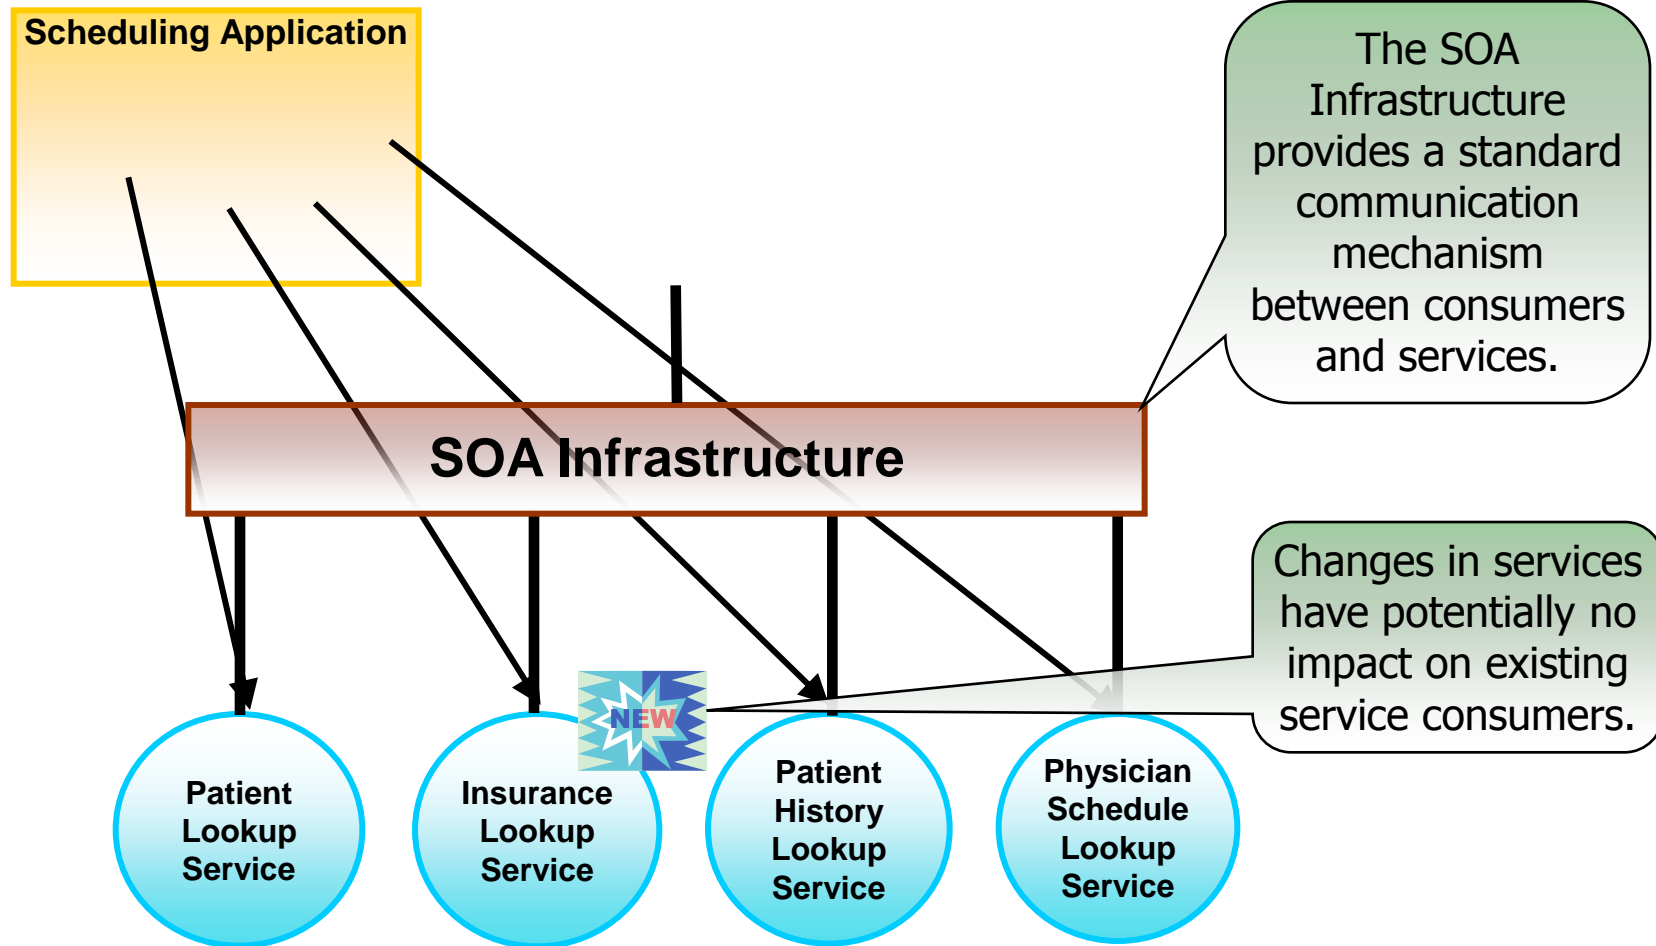 Scheduling Application
The SOA
Infrastructure
provides a standard
communication
mechanism
between consumers
and services.
SOA Infrastructure
Changes in services
have potentially no
impact on existing
service consumers.
NEW
Patient
Lookup
Service
Insurance
Lookup
Service
Patient
History
Lookup
Service
Physician
Schedule
Lookup
Service